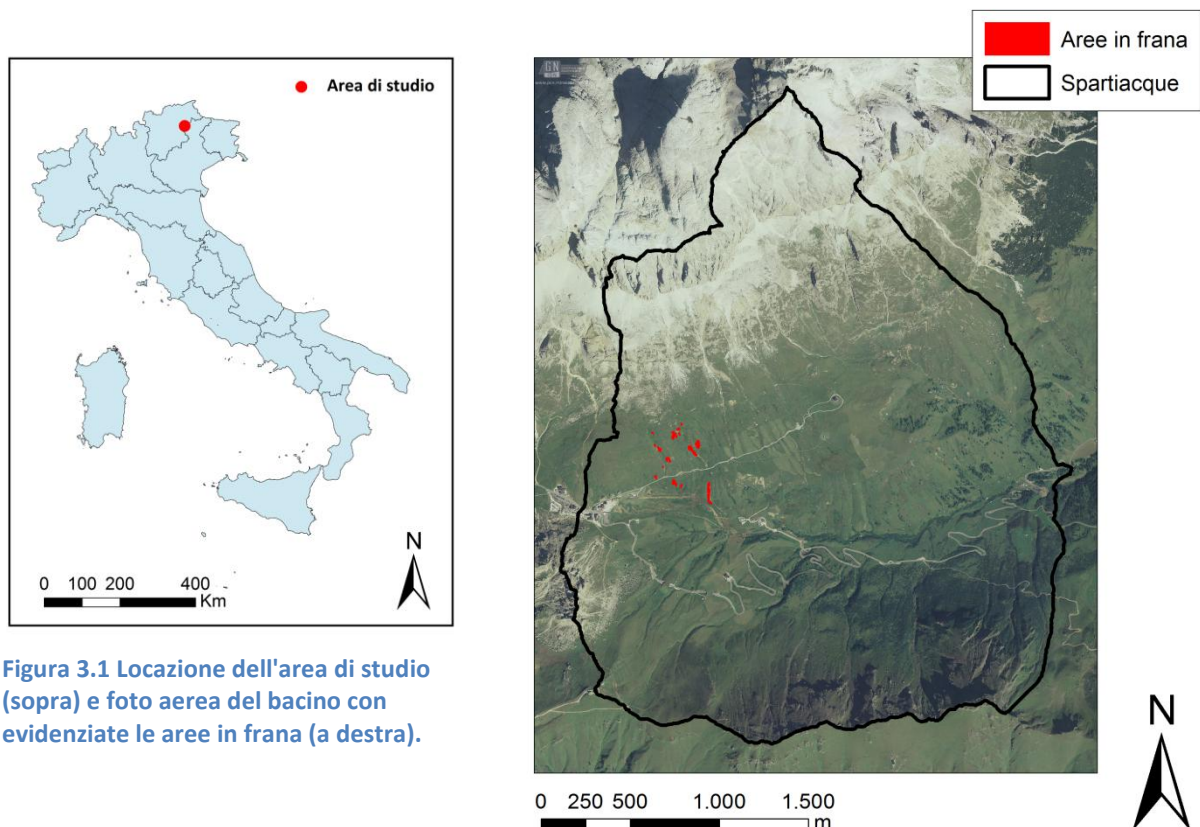 Area di studio
N
0 100 200 400
Km
Figura 3.1 Locazione dell'area di studio
(sopra) e foto aerea del bacino con
evidenziate le aree in frana (a destra).
Aree in frana
Spartiacque
GN
N
0 250 500 1.000 1.500
m